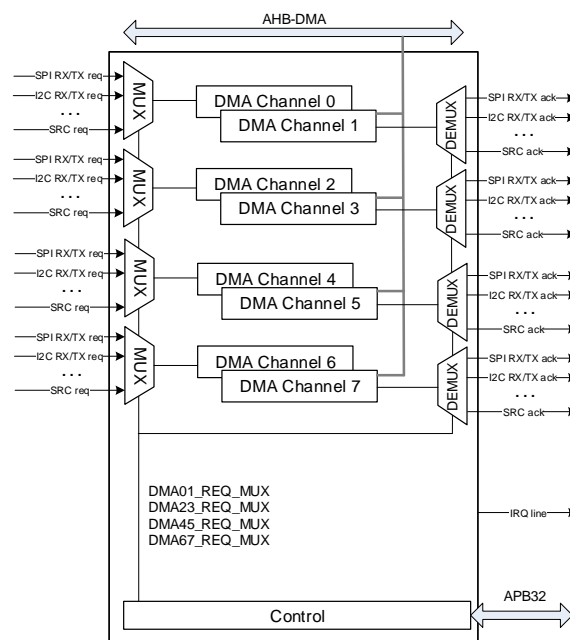 AHB-DMA
SPI RX/TX req
I2C RX/TX req
...
SRC req
MUX
DMA Channel 0
DMA Channel 1
DEMUX
SPI RX/TX ack
I2C RX/TX ack
...
SRC ack
SPI RX/TX req
I2C RX/TX req
...
SRC req
MUX
DMA Channel 2
DMA Channel 3
DEMUX
SPI RX/TX ack
I2C RX/TX ack
...
SRC ack
SPI RX/TX req
I2C RX/TX req
...
SRC req
MUX
DMA Channel 4
DMA Channel 5
DEMUX
SPI RX/TX ack
I2C RX/TX ack
...
SRC ack
SPI RX/TX req
I2C RX/TX req
...
SRC req
MUX
DMA Channel 6
DMA Channel 7
DEMUX
SPI RX/TX ack
I2C RX/TX ack
...
SRC ack
DMA01_REQ_MUX
DMA23_REQ_MUX
DMA45_REQ_MUX
DMA67_REQ_MUX
IRQ line
APB32
Control